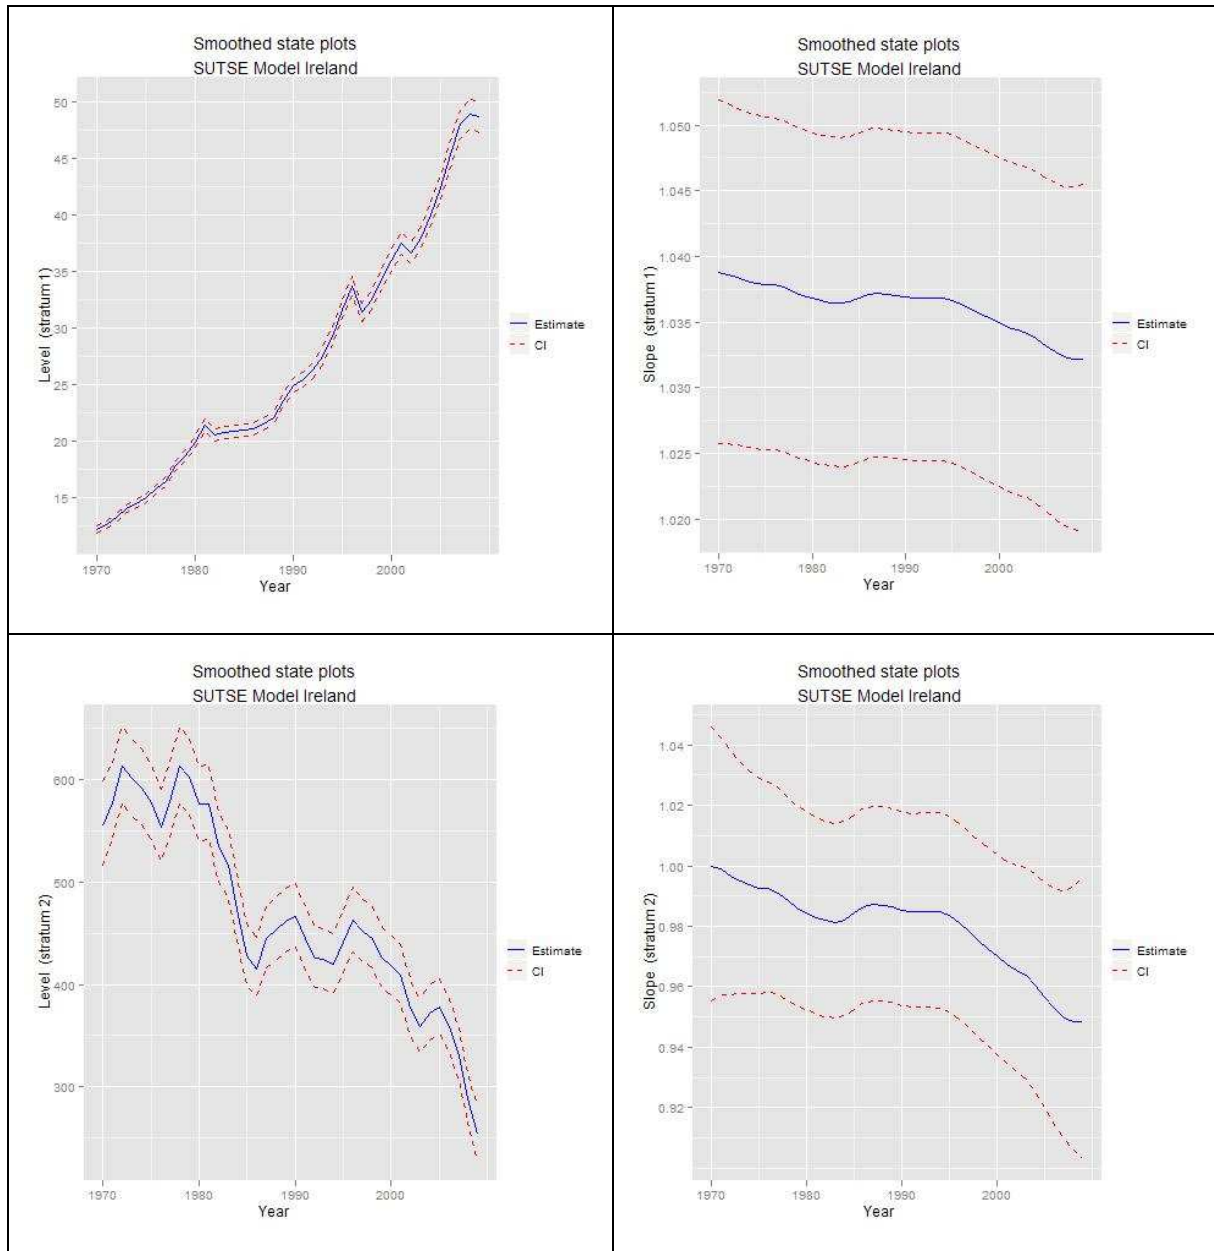 Smoothed state plots
SUTSE Model Ireland
50
45
40
35
30
25
20
15
Level (stratum 1)
1970
1980
1990
2000
Year
Estimate
CI
Smoothed state plots
SUTSE Model Ireland
1.050
1.045
1.040
1.035
1.030
1.025
1.020
Slope (stratum 1)
1970
1980
1990
2000
Year
Estimate
CI
Smoothed state plots
SUTSE Model Ireland
600
500
400
300
Level (stratum 2)
1970
1980
1990
2000
Year
Estimate
CI
Smoothed state plots
SUTSE Model Ireland
1.04
1.02
1.00
0.98
0.96
0.94
0.92
Slope (stratum 2)
1970
1980
1990
2000
Year
Estimate
CI